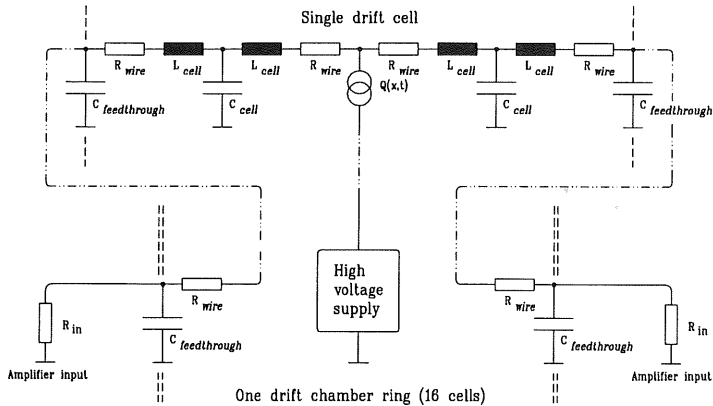 Single drift cell
R wire L cell L cell R wire R wire L cell L cell R wire
C feedthrough C cell Q(x,t) C cell C feedthrough
High
voltage
supply
R wire R wire
R in C feedthrough C feedthrough R in
Amplifier input Amplifier input
One drift chamber ring (16 cells)